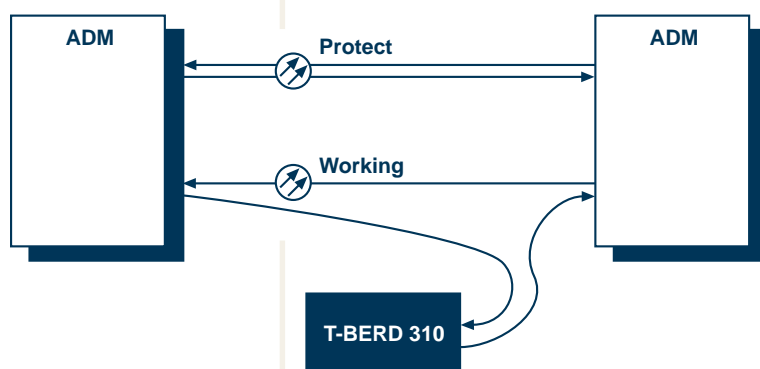 ADM
ADM
Protect
Working
T-BERD 310